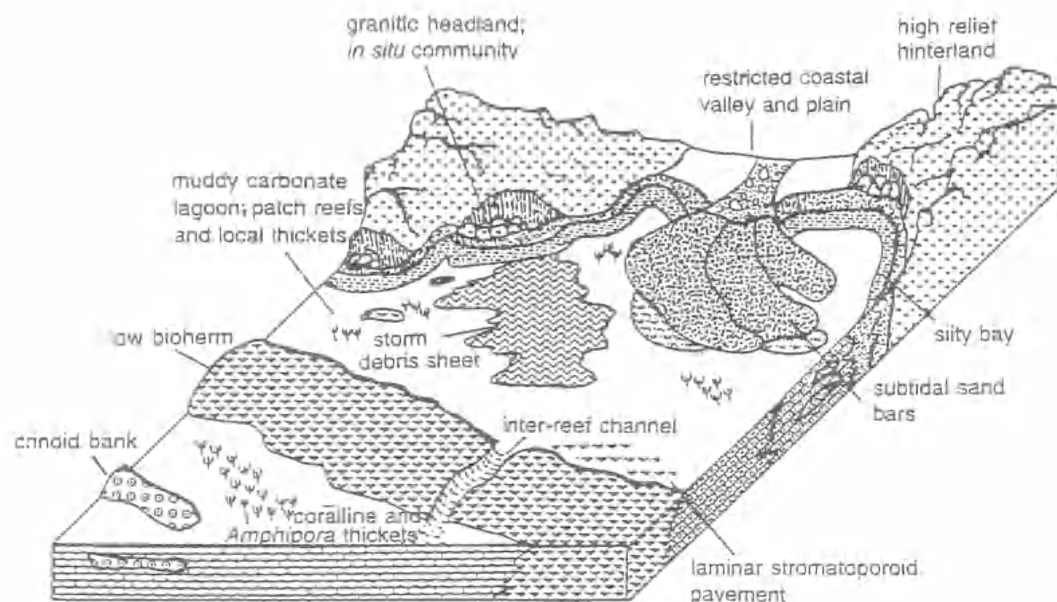 granitic headland;
in situ community
high relief
hinterland
restricted coastal
valley and plain
muddy carbonate
lagoon; patch reefs
and local thickets
low bioherm
storm
debris sheet
silty bay
subtidal sand
bars
inter-reef channel
crinoid bank
coralline and
Amphipora thickets
laminar stromatoporoid
pavement